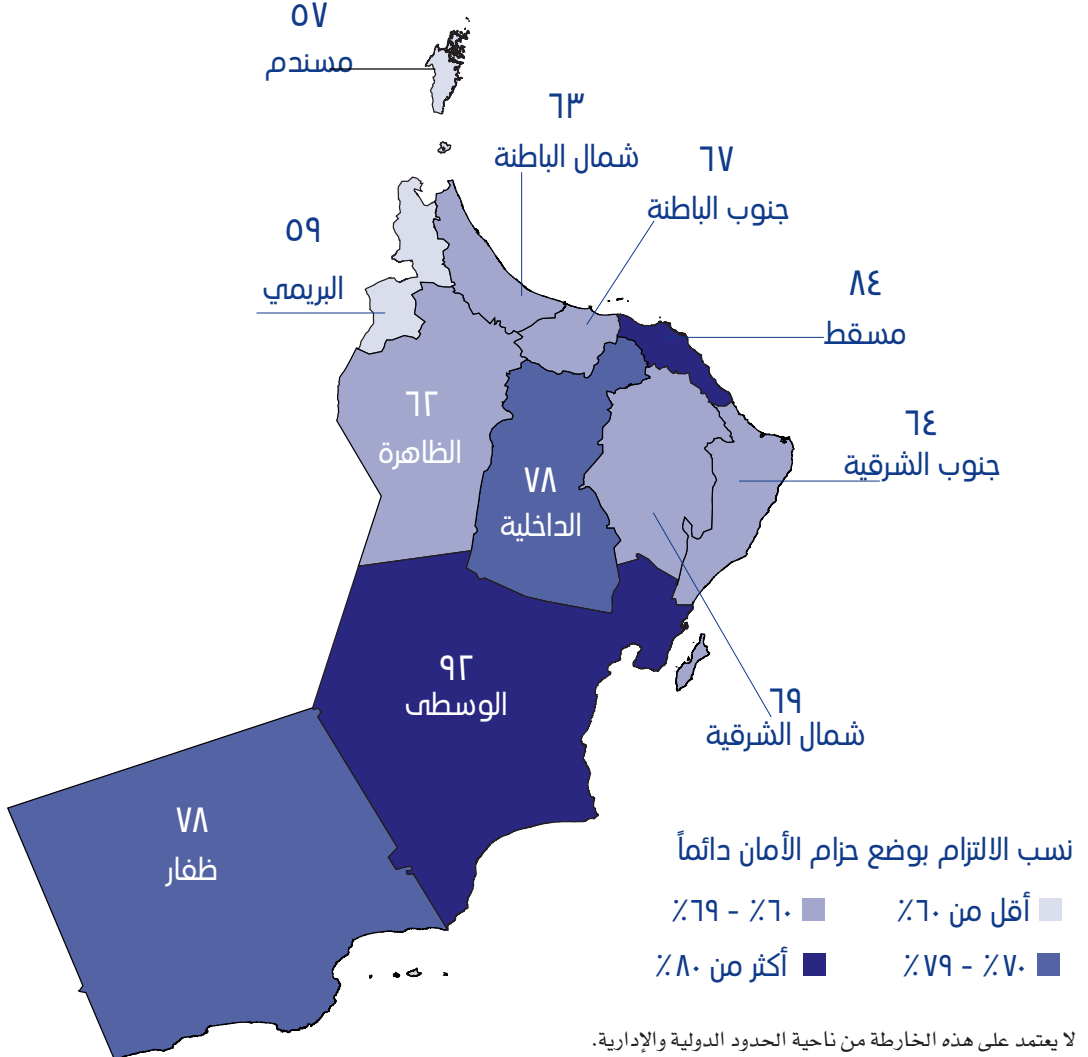 ٥٧
مسندم
٦٣
شمال الباطنة
٦٧
جنوب الباطنة
٥٩
البريمي
٨٤
مسقط
٦٢
الظاهرة
٦٤
جنوب الشرقية
٧٨
الداخلية
٩٢
الوسطى
٦٩
شمال الشرقية
٧٨
ظفار
نسب الالتزام بوضع حزام الأمان دائماً
أقل من ٦٠٪ ٦٠٪ - ٦٩٪
٧٠٪ - ٧٩٪ أكثر من ٨٠٪
لا يعتمد على هذه الخارطة من ناحية الحدود الدولية والإدارية.